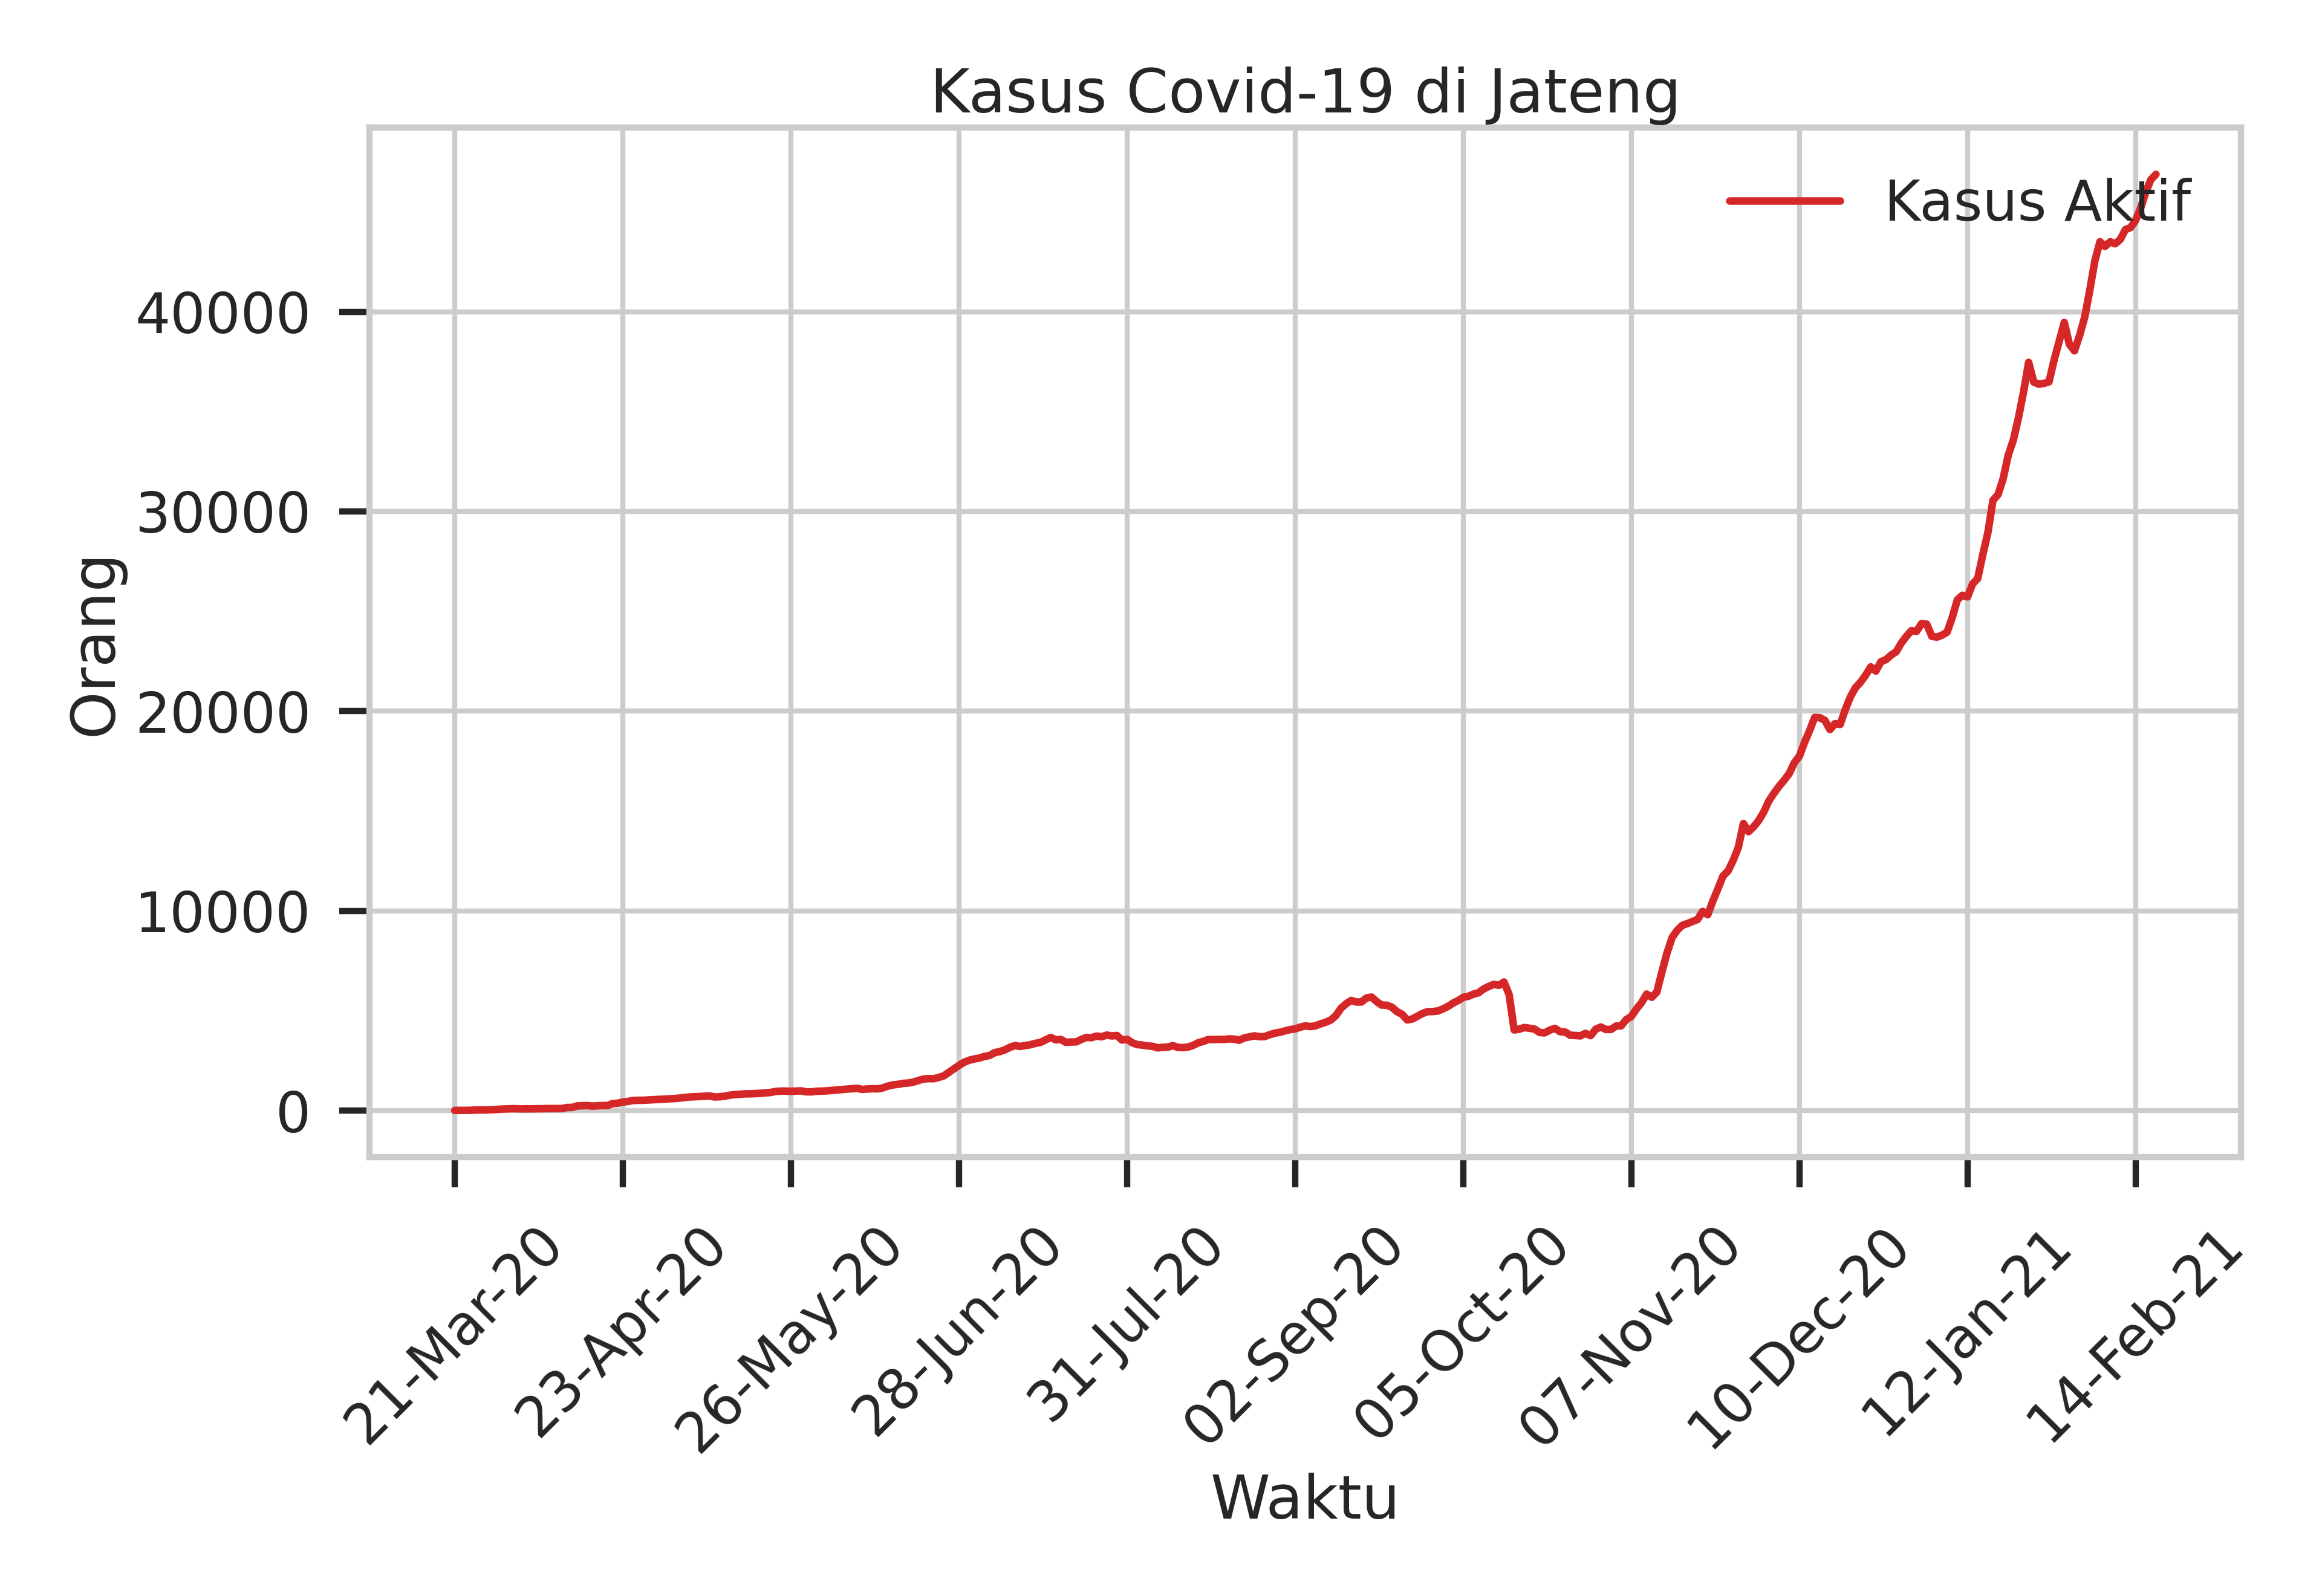 Kasus Covid-19 di Jateng
Kasus Aktif
Orang
40000
30000
20000
10000
0
21-Mar-20
23-Apr-20
26-May-20
28-Jun-20
31-Jul-20
02-Sep-20
05-Oct-20
07-Nov-20
10-Dec-20
12-Jan-21
14-Feb-21
Waktu